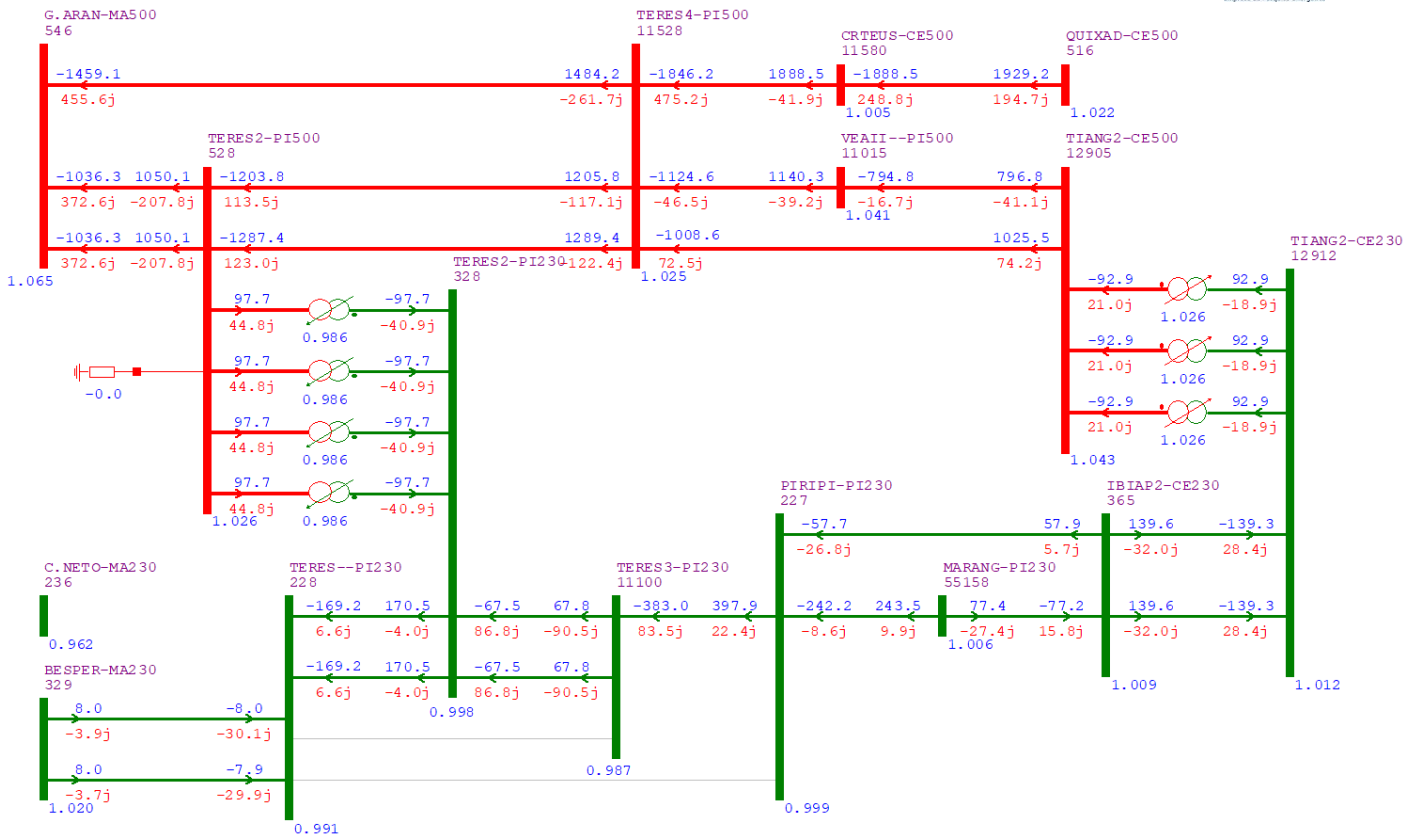 G.ARAN-MA500
546
TERES4-PI500
11528
CRTEUS-CE500
11580
QUIXAD-CE500
516
-1459.1 1484.2 -1846.2 1888.5 -1888.5 1929.2
455.6j -261.7j 475.2j -41.9j 248.8j 194.7j
1.005 1.022
TERES2-PI500
528
VEAII--PI500
11015
TIANG2-CE500
12905
-1036.3 1050.1 -1203.8 1205.8 -1124.6 1140.3 -794.8 796.8
372.6j -207.8j 113.5j -117.1j -46.5j -39.2j -16.7j -41.1j
1.041
-1036.3 1050.1 -1287.4 1289.4 -1008.6 1025.5
372.6j -207.8j 123.0j -122.4j 72.5j 74.2j
1.065 1.025
TERES2-PI230
328
TIANG2-CE230
12912
97.7 -97.7 -92.9 92.9
44.8j -40.9j 21.0j -18.9j
0.986 1.026
97.7 -97.7 -92.9 92.9
44.8j -40.9j 21.0j -18.9j
-0.0 0.986 1.026
97.7 -97.7 -92.9 92.9
44.8j -40.9j 21.0j -18.9j
0.986 1.026
1.043
97.7 -97.7
44.8j -40.9j
1.026 0.986
PIRIPI-PI230
227
IBIAP2-CE230
365
-57.7 57.9 139.6 -139.3
-26.8j 5.7j -32.0j 28.4j
C.NETO-MA230
236
TERES--PI230
228
TERES3-PI230
11100
MARANG-PI230
55158
-169.2 170.5 -67.5 67.8 -383.0 397.9 -242.2 243.5 77.4 -77.2 139.6 -139.3
6.6j -4.0j 86.8j -90.5j 83.5j 22.4j -8.6j 9.9j -27.4j 15.8j -32.0j 28.4j
0.962 1.006
BESPER-MA230
329
-169.2 170.5 -67.5 67.8
6.6j -4.0j 86.8j -90.5j
1.009 1.012
8.0 -8.0 0.998
-3.9j -30.1j
8.0 -7.9 0.987
-3.7j -29.9j
1.020 0.999
0.991